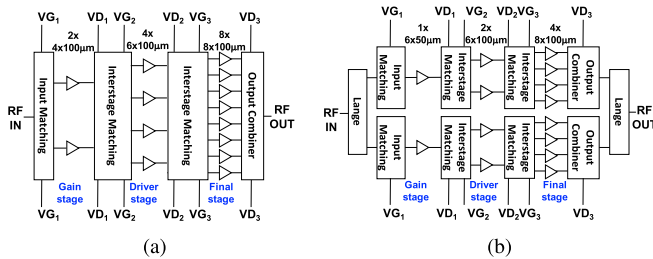 VG1 VD1 VG2 VD2 VG3 VD3
2x
4x100μm
4x
6x100μm
8x
8x100μm
RF
IN
Input Matching
Interstage Matching
Interstage Matching
Output Combiner
RF
OUT
Gain
stage
Driver
stage
Final
stage
VG1 VD1 VG2 VD2 VG3 VD3
(a)
VG1 VD1 VG2 VD2 VG3 VD3
1x
6x50μm
2x
6x100μm
4x
8x100μm
RF
IN
Lange
Input
Matching
Interstage
Matching
Interstage
Matching
Output
Combiner
Lange
RF
OUT
Input
Matching
Interstage
Matching
Interstage
Matching
Output
Combiner
Gain
stage
Driver
stage
Final
stage
VG1 VD1 VG2 VD2 VG3 VD3
(b)